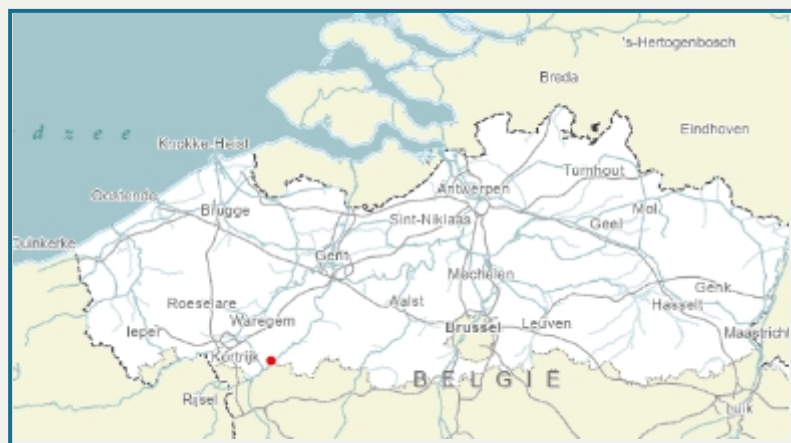 's-Hertogenbosch
Breda
d z e e
Eindhoven
Knokke-Heist
Turnhout
Oostende
Antwerpen
Brugge
Mol
Sint-Niklaas
Geel
Duinkerke
Gent
Mechelen
Genk
Roeselare
Aalst
Hasselt
Waregem
Ieper
Brussel
Leuven
Maastricht
Kortrijk
BELGIË
Rijsel
Luik